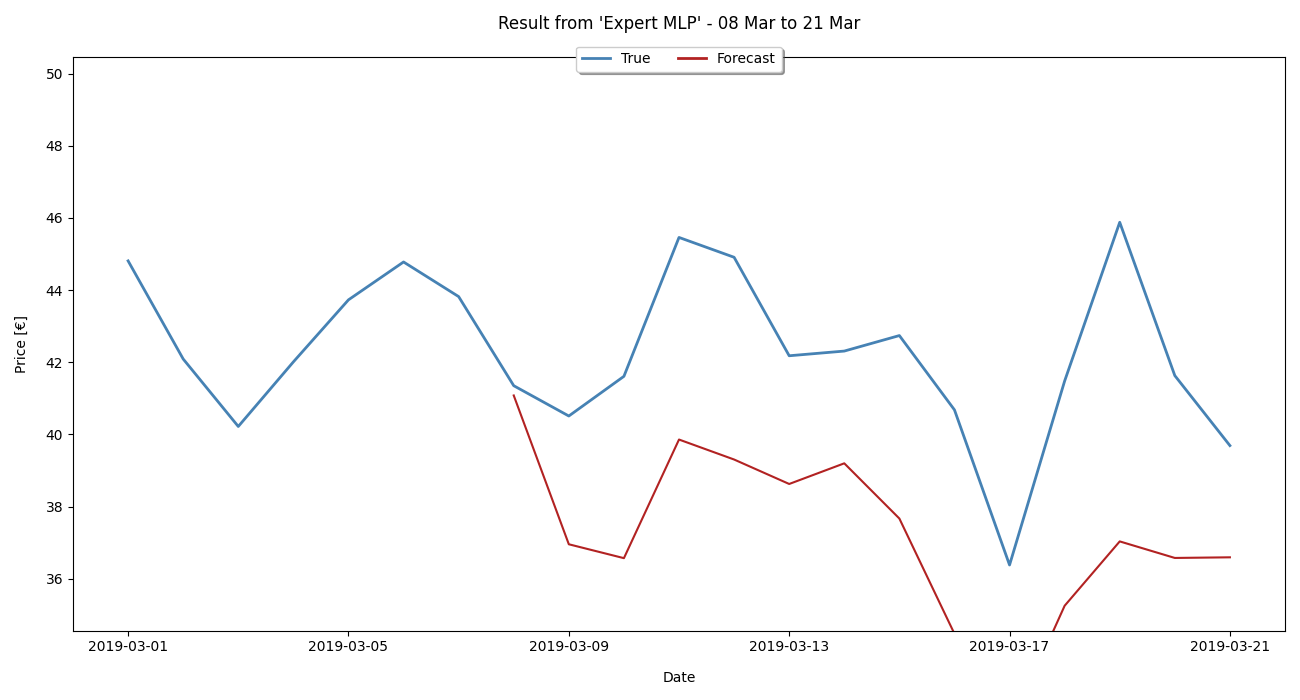 Result from 'Expert MLP' - 08 Mar to 21 Mar
True Forecast
50
48
46
44
42
40
38
36
Price [€]
2019-03-01 2019-03-05 2019-03-09 2019-03-13 2019-03-17 2019-03-21
Date